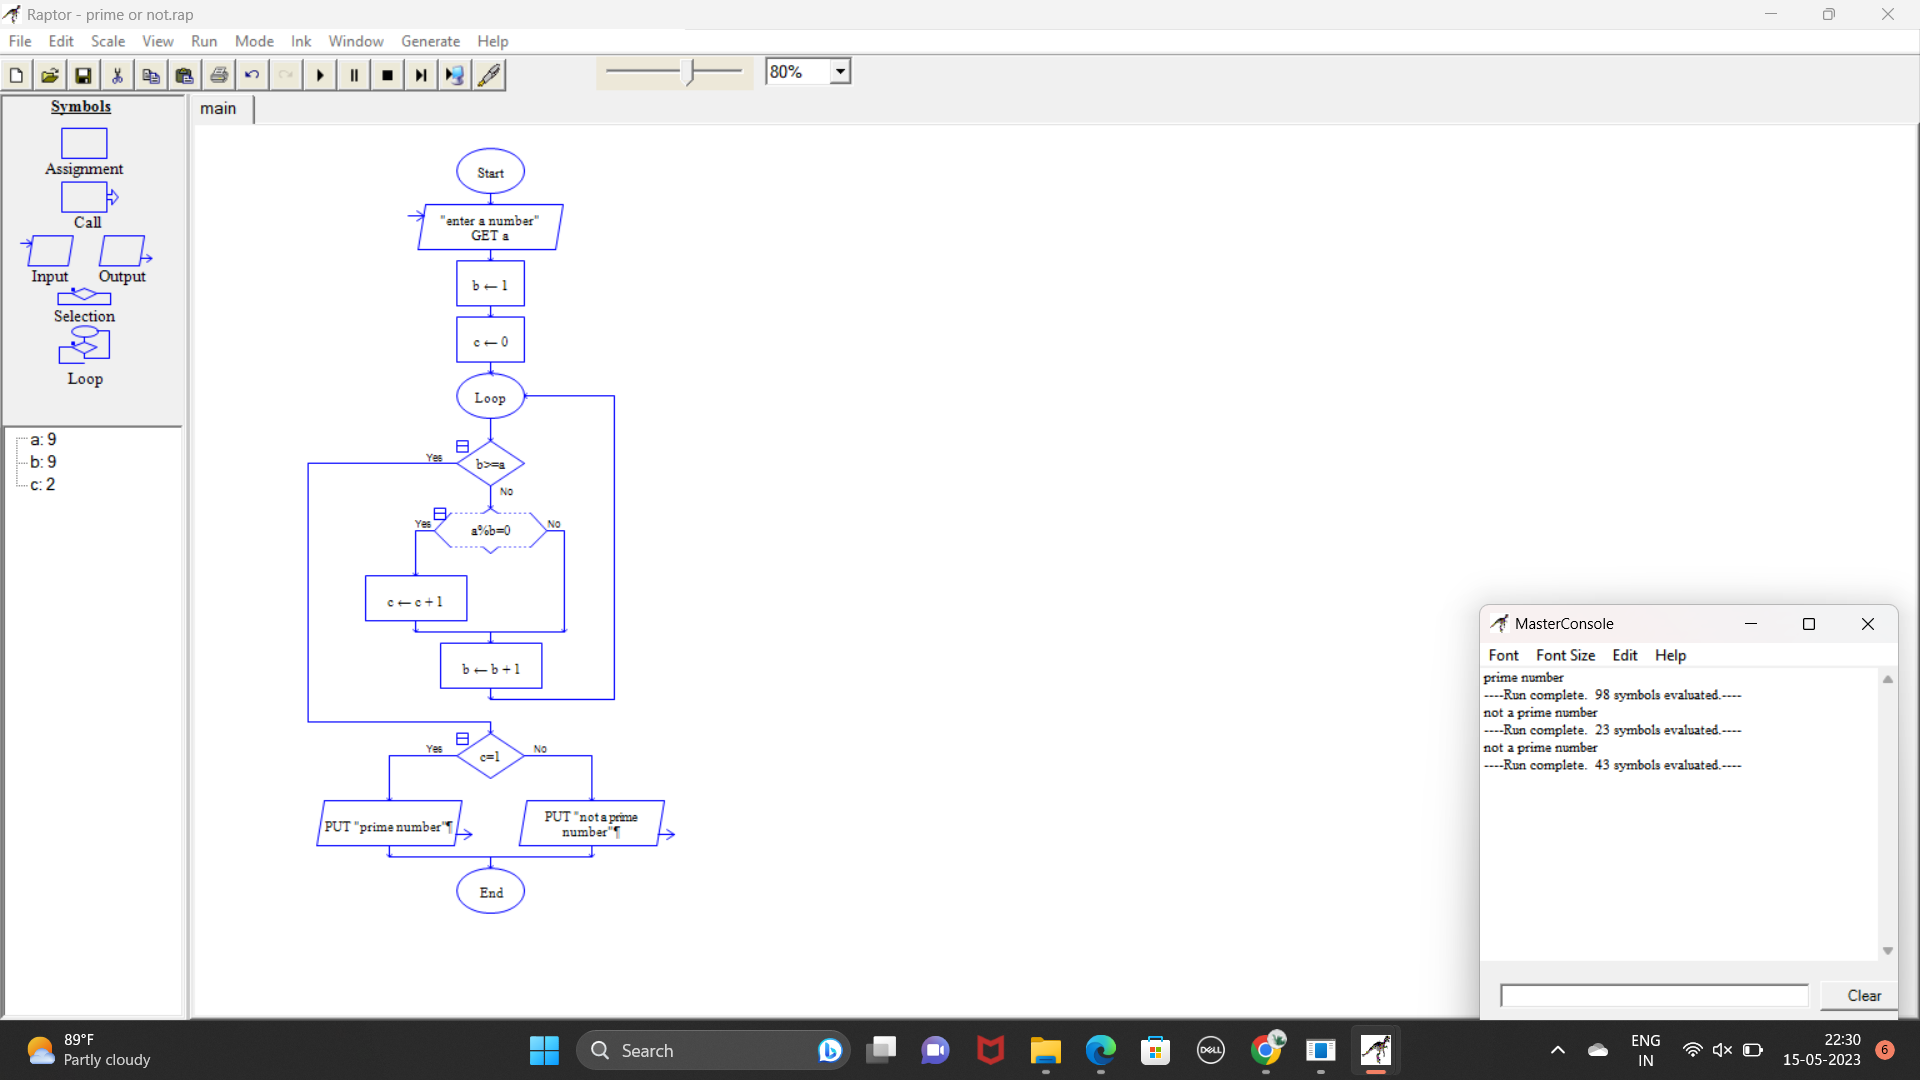 Raptor - prime or not.rap
File Edit Scale View Run Mode Ink Window Generate Help
80%
Symbols
Assignment
Call
Input Output
Selection
Loop
a: 9
b: 9
c: 2
main
Start
"enter a number"
GET a
b ← 1
c ← 0
Loop
Yes
b>=a
No
Yes
a%b=0
No
c ← c + 1
b ← b + 1
Yes
c=1
No
PUT "prime number"¶
PUT "not a prime
number"¶
End
MasterConsole
Font Font Size Edit Help
prime number
----Run complete. 98 symbols evaluated.----
not a prime number
----Run complete. 23 symbols evaluated.----
not a prime number
----Run complete. 43 symbols evaluated.----
Clear
89°F
Partly cloudy
Search
DELL
ENG
IN
22:30
15-05-2023
6